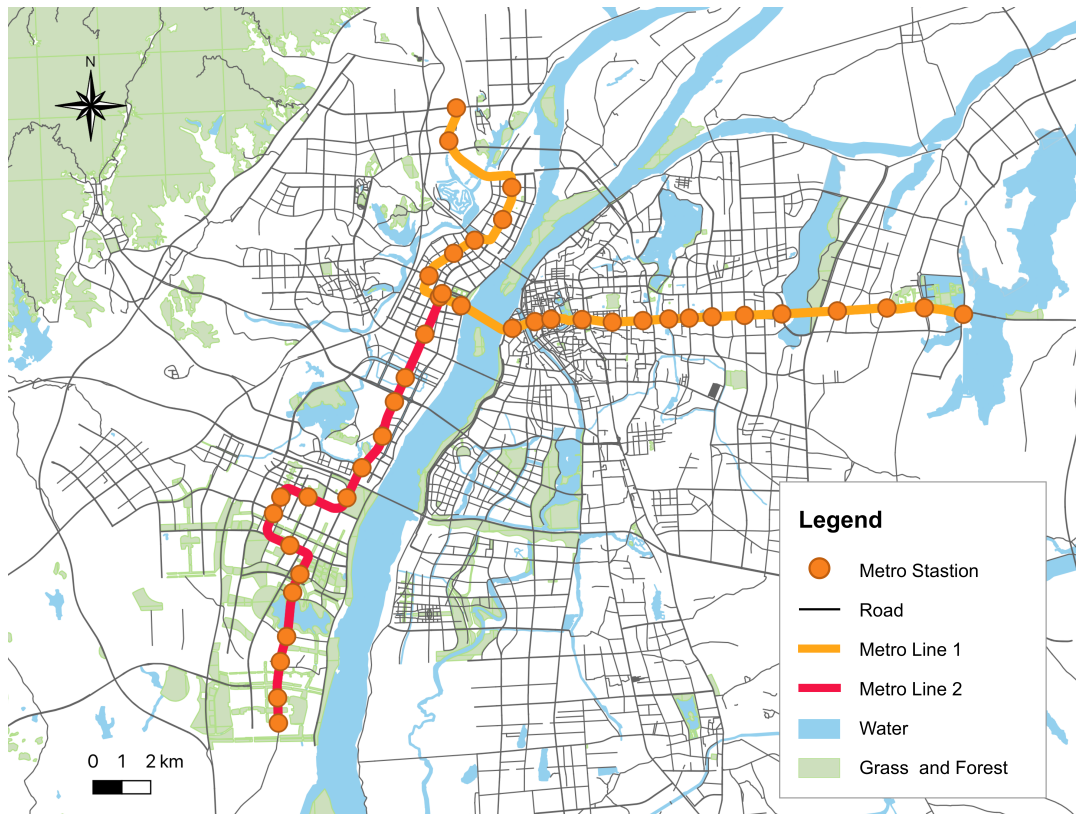 N
Legend
Metro Stastion
Road
Metro Line 1
Metro Line 2
Water
Grass and Forest
0 1 2 km